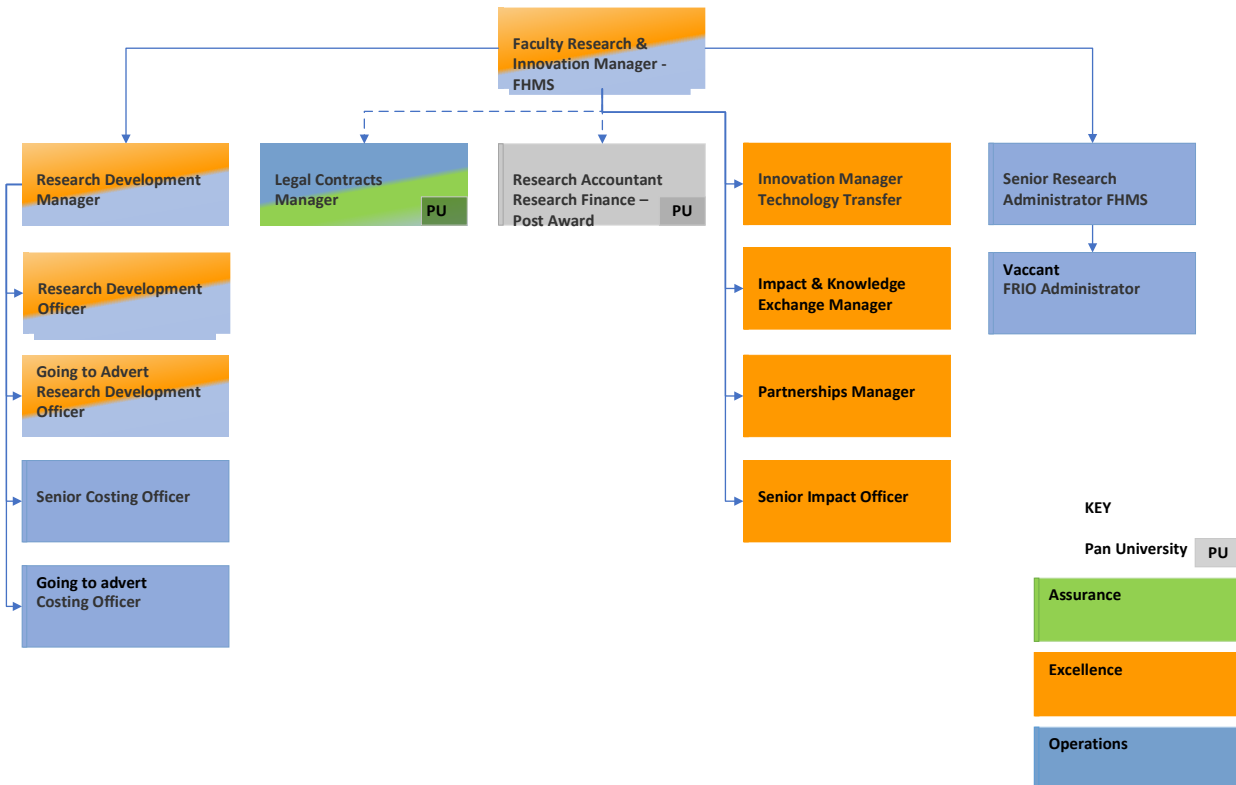 Faculty Research &
Innovation Manager -
FHMS
Research Development
Manager
Legal Contracts
Manager
PU
Research Accountant
Research Finance –
Post Award
PU
Innovation Manager
Technology Transfer
Senior Research
Administrator FHMS
Research Development
Officer
Impact & Knowledge
Exchange Manager
Vaccant
FRIO Administrator
Going to Advert
Research Development
Officer
Partnerships Manager
Senior Costing Officer
Senior Impact Officer
Going to advert
Costing Officer
KEY
Pan University PU
Assurance
Excellence
Operations